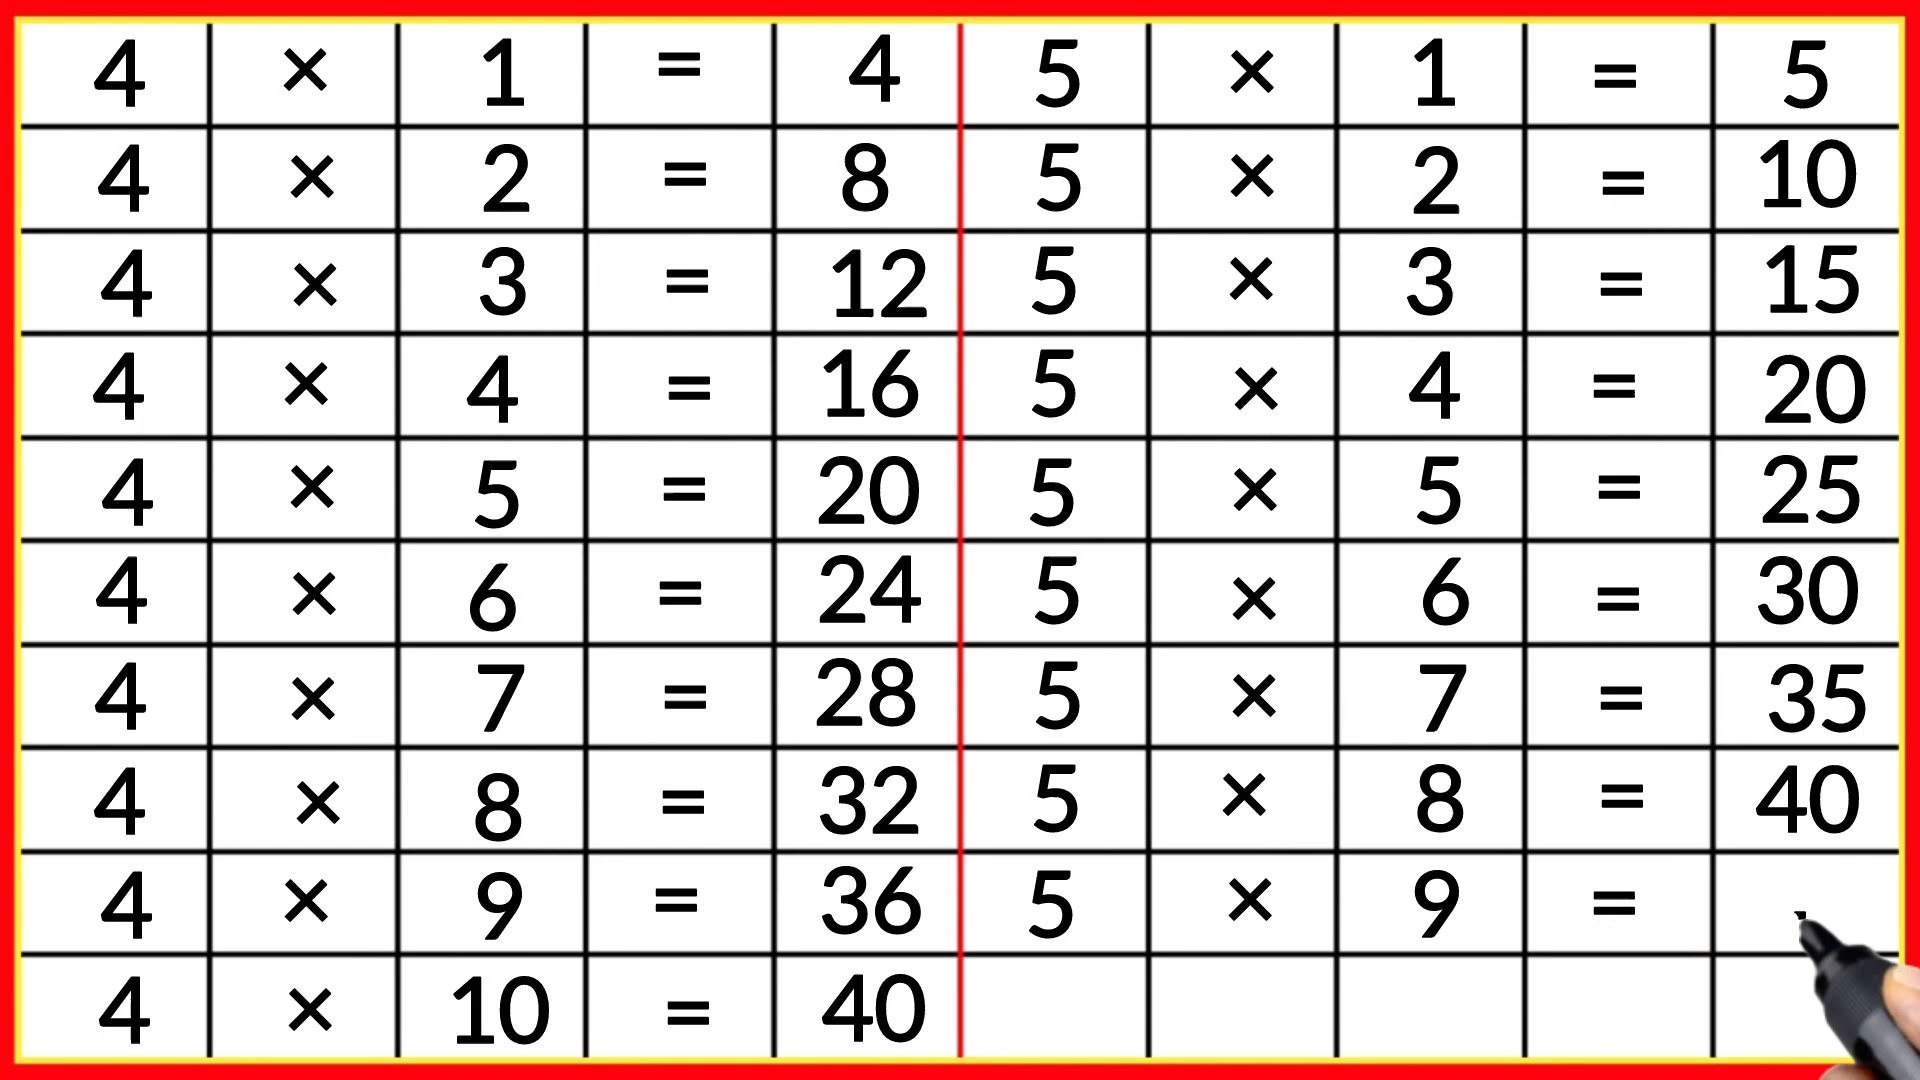 4 × 1 = 4 5 × 1 = 5
4 × 2 = 8 5 × 2 = 10
4 × 3 = 12 5 × 3 = 15
4 × 4 = 16 5 × 4 = 20
4 × 5 = 20 5 × 5 = 25
4 × 6 = 24 5 × 6 = 30
4 × 7 = 28 5 × 7 = 35
4 × 8 = 32 5 × 8 = 40
4 × 9 = 36 5 × 9 =
4 × 10 = 40